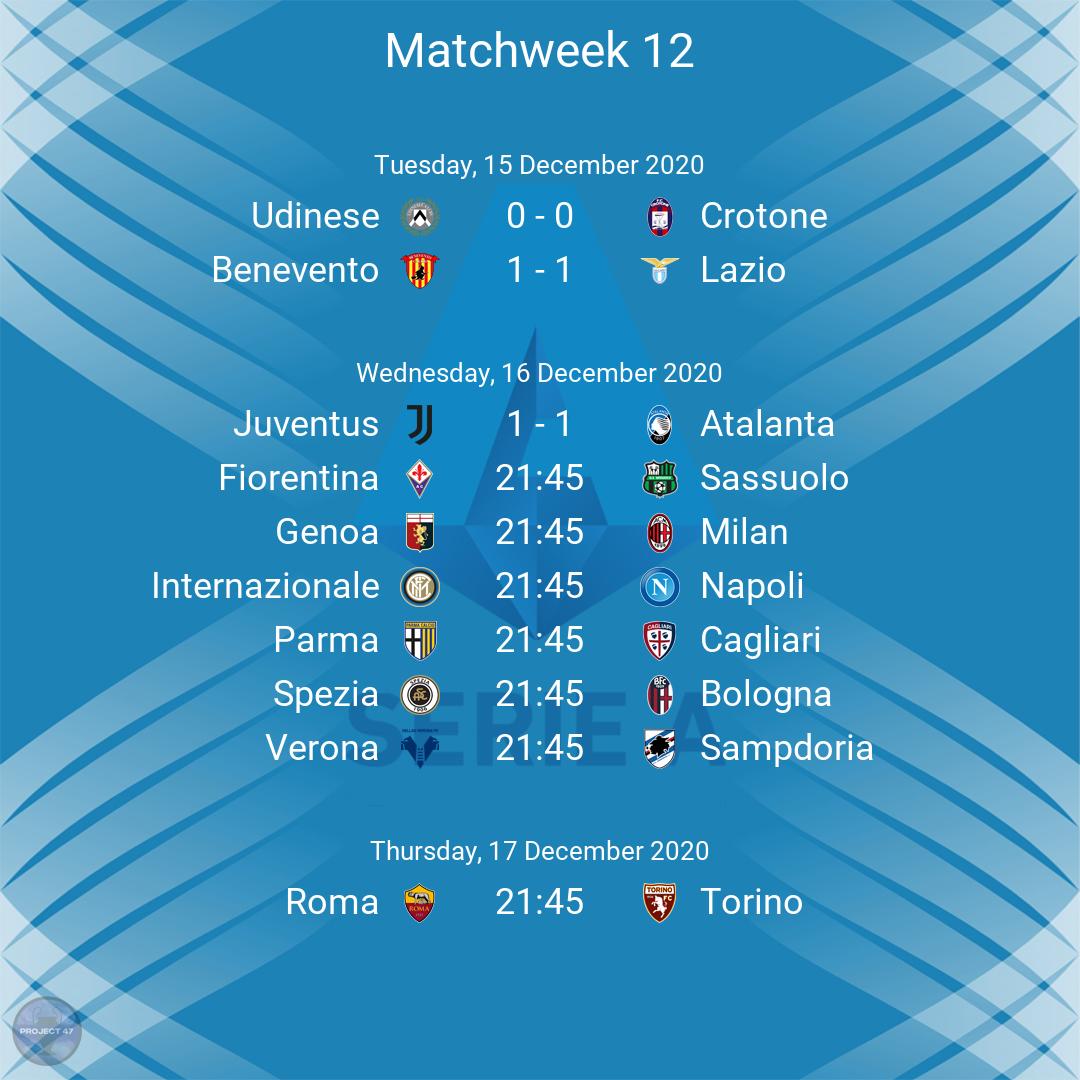 Matchweek 12
Tuesday, 15 December 2020
Udinese 0 - 0 Crotone
Benevento 1 - 1 Lazio
Wednesday, 16 December 2020
Juventus 1 - 1 Atalanta
Fiorentina 21:45 Sassuolo
Genoa 21:45 Milan
Internazionale 21:45 Napoli
Parma 21:45 Cagliari
Spezia 21:45 Bologna
Verona 21:45 Sampdoria
SERIE A
Thursday, 17 December 2020
Roma 21:45 Torino
PROJECT 47